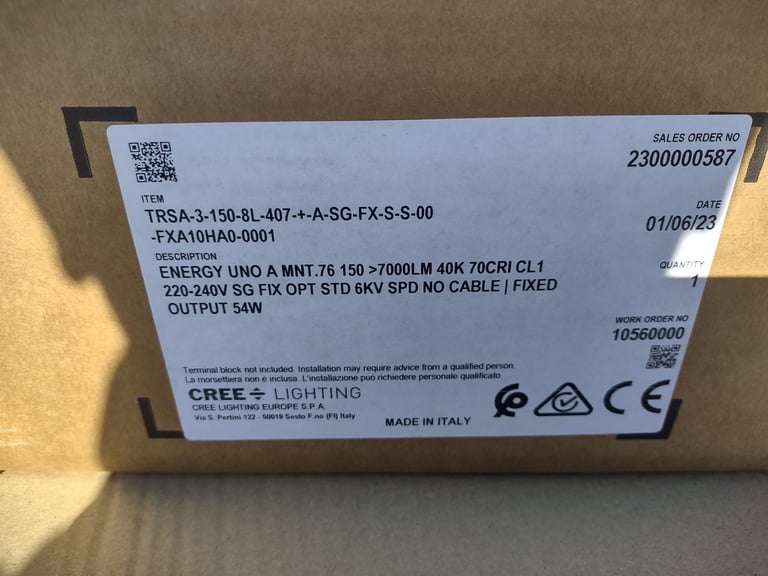 SALES ORDER NO
2300000587
ITEM
TRSA-3-150-8L-407-+-A-SG-FX-S-S-00
-FXA10HA0-0001
DATE
01/06/23
DESCRIPTION
ENERGY UNO A MNT.76 150 >7000LM 40K 70CRI CL1
220-240V SG FIX OPT STD 6KV SPD NO CABLE | FIXED
OUTPUT 54W
QUANTITY
1
WORK ORDER NO
10560000
Terminal block not included. Installation may require advice from a qualified person.
La morsettiera non è inclusa. L'installazione può richiedere personale qualificato
CREE LIGHTING
CREE LIGHTING EUROPE S.P.A.
Via S. Pertini 122 - 50019 Sesto F.no (FI) Italy
MADE IN ITALY
CE